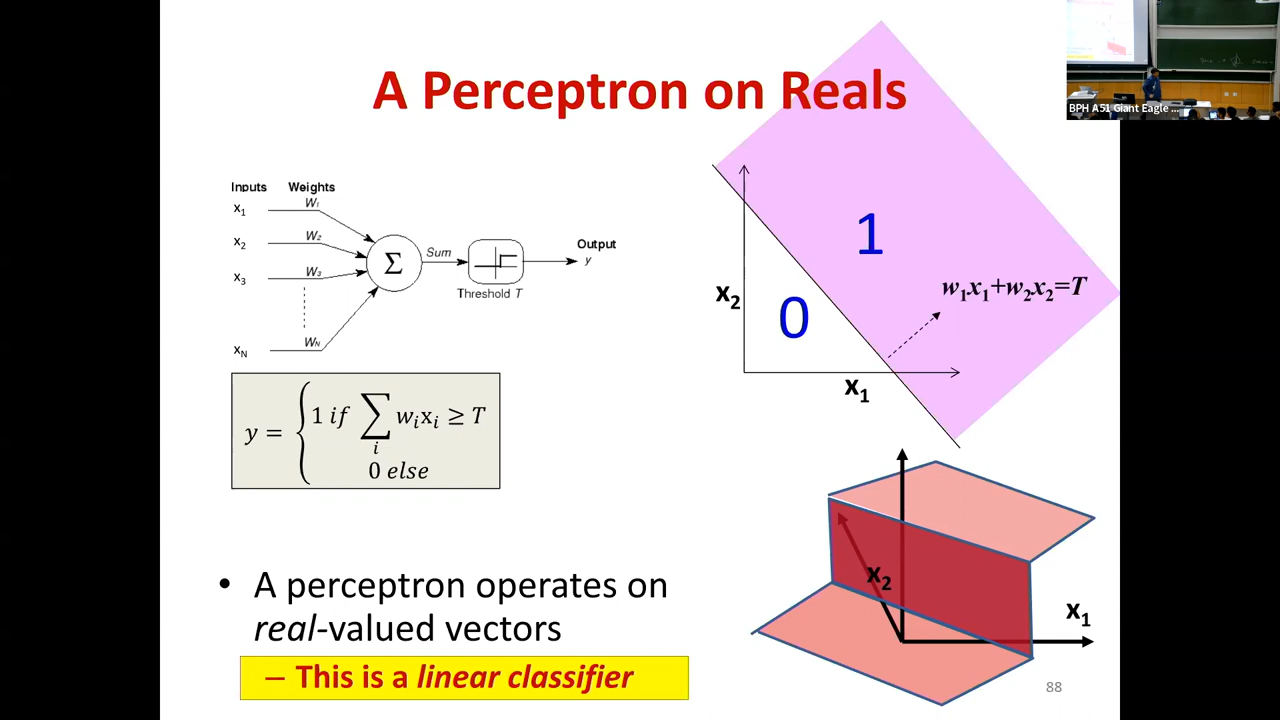 A Perceptron on Reals
BPH A51 Giant Eagle ...
Inputs Weights
x1 W1
x2 W2
x3 W3
xN WN
Σ
Sum
Threshold T
Output
y
y = { 1 if ∑i wixi ≥ T
0 else
x2
1
0
w1x1+w2x2=T
x1
x2
x1
• A perceptron operates on
real-valued vectors
– This is a linear classifier
88